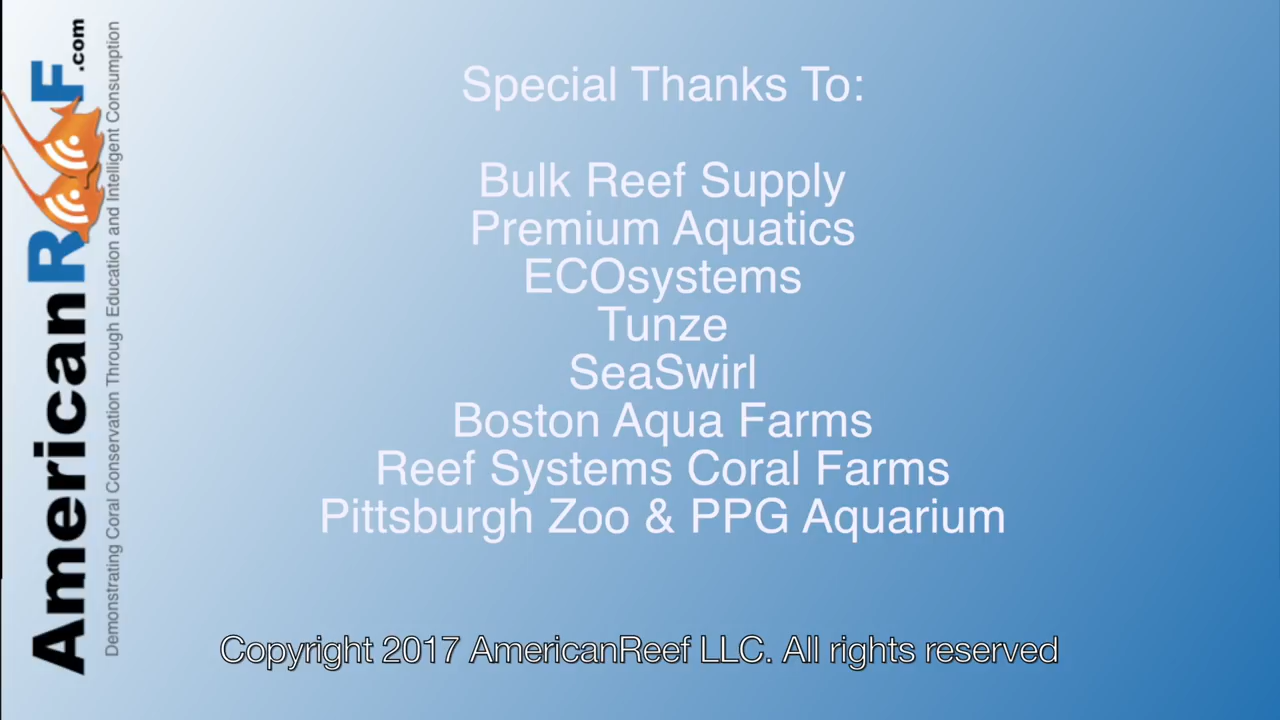 AmericanREEF.com
Demonstrating Coral Conservation Through Education and Intelligent Consumption
Special Thanks To:
Bulk Reef Supply
Premium Aquatics
ECOsystems
Tunze
SeaSwirl
Boston Aqua Farms
Reef Systems Coral Farms
Pittsburgh Zoo & PPG Aquarium
Copyright 2017 AmericanReef LLC. All rights reserved